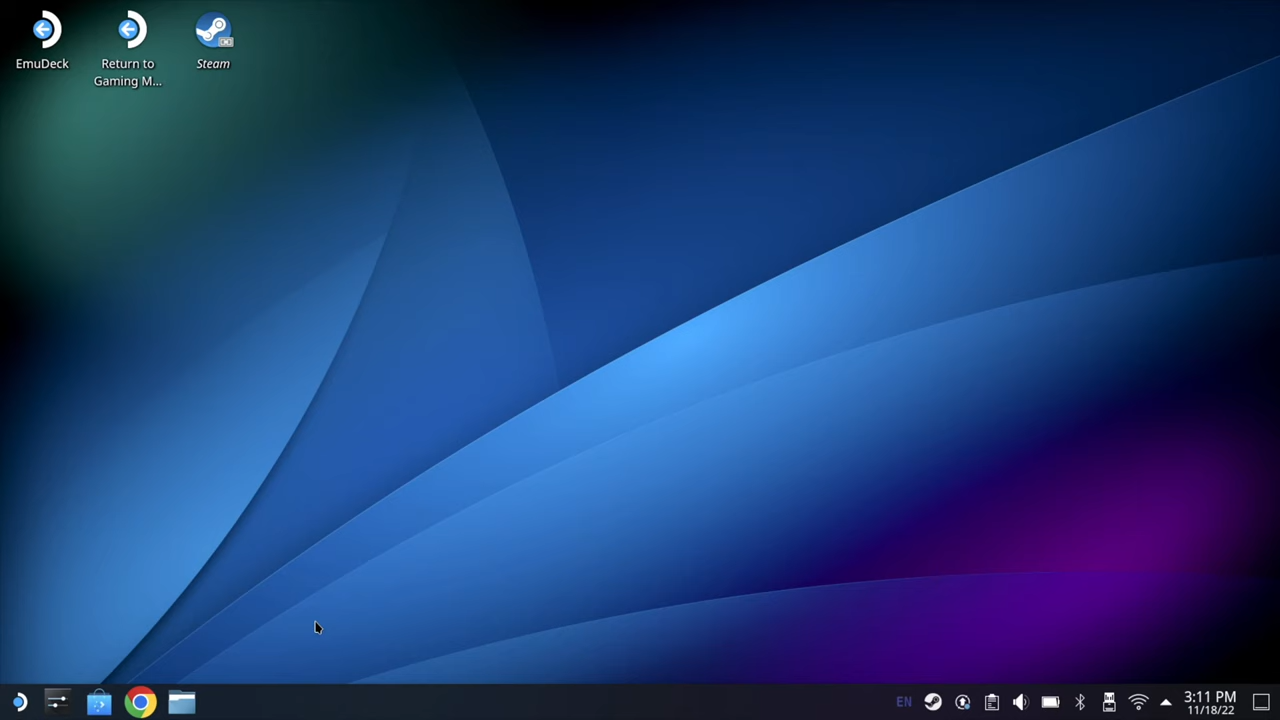 EmuDeck
Return to
Gaming M...
Steam
EN
3:11 PM
11/18/22